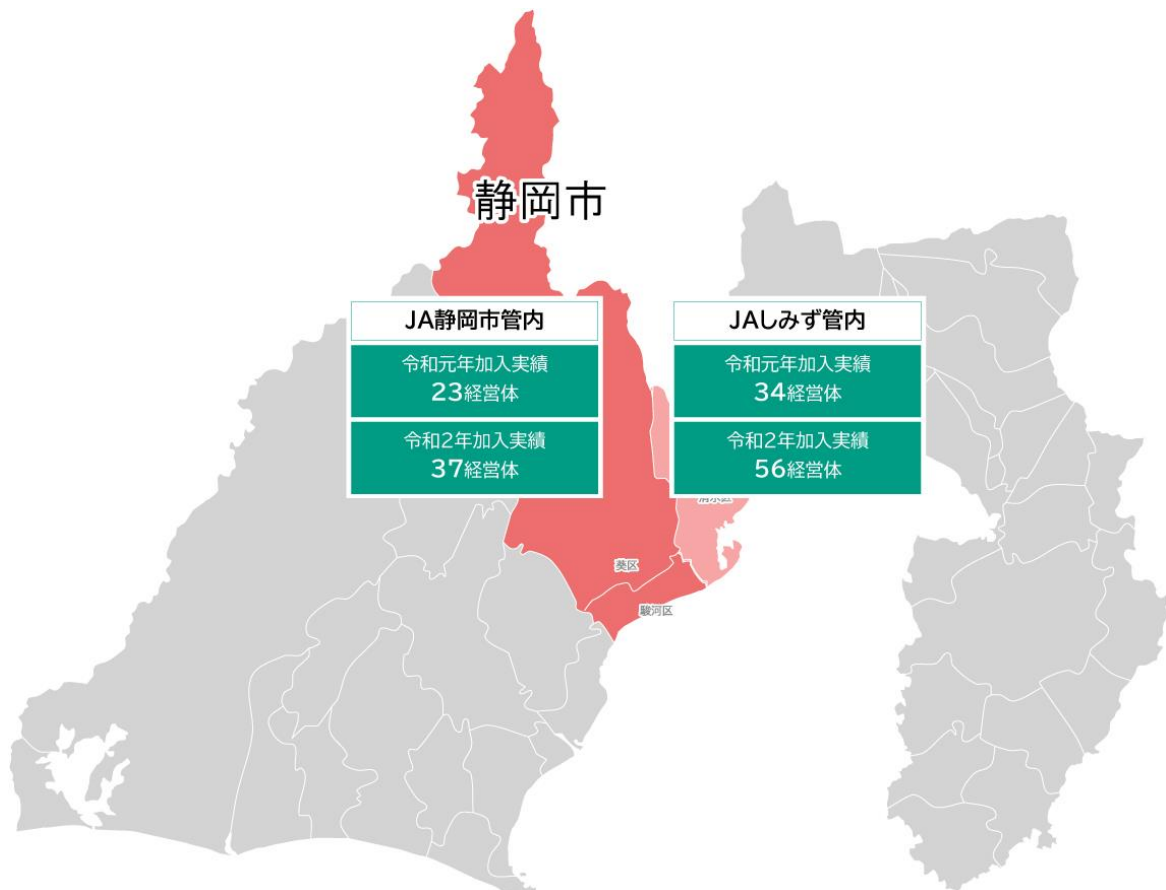 静岡市
JA静岡市管内
令和元年加入実績
23経営体
令和2年加入実績
37経営体
JAしみず管内
令和元年加入実績
34経営体
令和2年加入実績
56経営体
清水区
葵区
駿河区